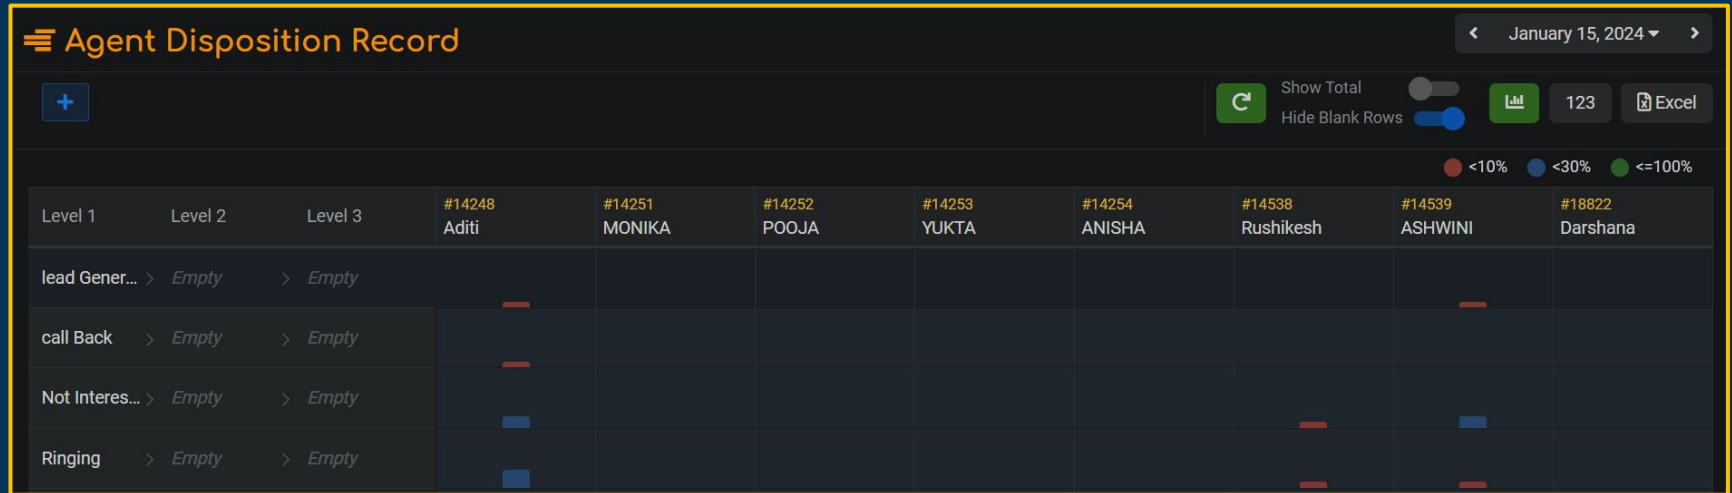 Agent Disposition Record
January 15, 2024
Show Total
Hide Blank Rows
123
Excel
<10% <30% <=100%
Level 1 Level 2 Level 3 #14248 #14251 #14252 #14253 #14254 #14538 #14539 #18822
Aditi MONIKA POOJA YUKTA ANISHA Rushikesh ASHWINI Darshana
lead Gener... > Empty > Empty
call Back > Empty > Empty
Not Interes... > Empty > Empty
Ringing > Empty > Empty